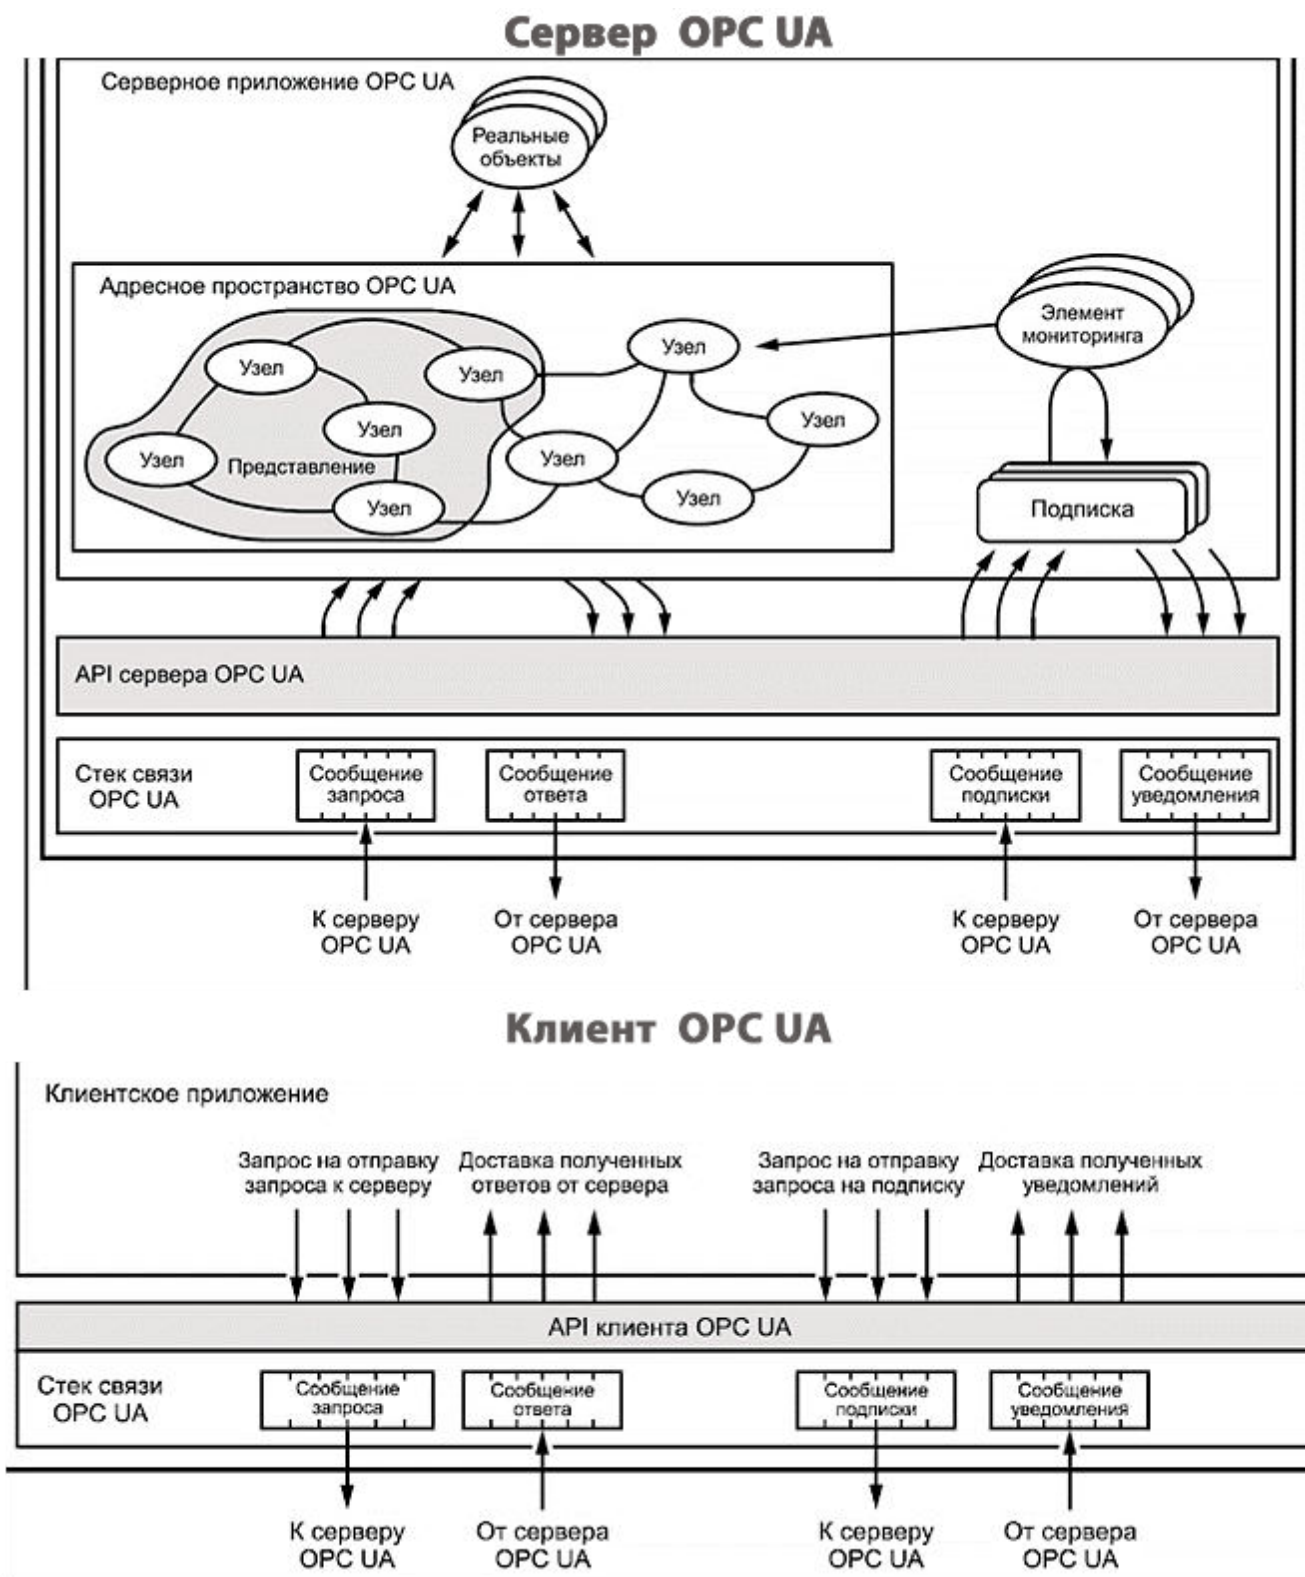 Сервер OPC UA
Серверное приложение OPC UA
Реальные
объекты
Адресное пространство OPC UA
Элемент
мониторинга
Узел
Узел
Узел
Узел
Узел
Узел
Узел
Представление
Узел
Узел
Подписка
API сервера OPC UA
Стек связи
OPC UA
Сообщение
запроса
Сообщение
ответа
Сообщение
подписки
Сообщение
уведомления
К серверу
OPC UA
От сервера
OPC UA
К серверу
OPC UA
От сервера
OPC UA
Клиент OPC UA
Клиентское приложение
Запрос на отправку
запроса к серверу
Доставка полученных
ответов от сервера
Запрос на отправку
запроса на подписку
Доставка полученных
уведомлений
API клиента OPC UA
Стек связи
OPC UA
Сообщение
запроса
Сообщение
ответа
Сообщение
подписки
Сообщение
уведомления
К серверу
OPC UA
От сервера
OPC UA
К серверу
OPC UA
От сервера
OPC UA